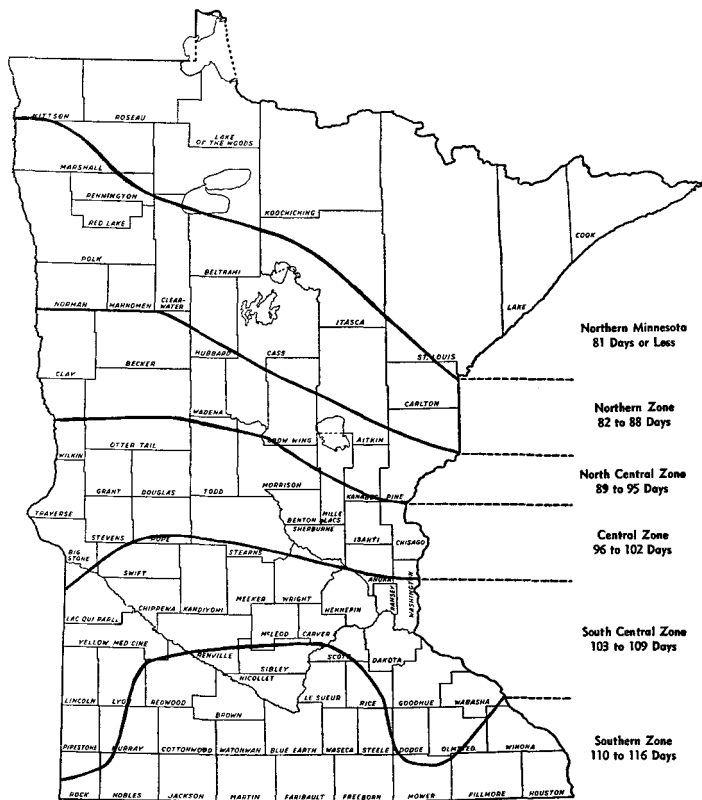 KITTSON
ROSEAU
LAKE
OF THE WOODS
MARSHALL
PENNINGTON
RED LAKE
KOOCHICHING
COOK
POLK
BELTRAMI
NORMAN
MAHNOMEN
CLEAR-
WATER
LAKE
ITASCA
Northern Minnesota
81 Days or Less
HUBBARD
CASS
ST. LOUIS
BECKER
CLAY
CARLTON
Northern Zone
82 to 88 Days
WADENA
CROW WING
AITKIN
OTTER TAIL
WILKIN
North Central Zone
89 to 95 Days
MORRISON
GRANT
DOUGLAS
TODD
KANABEC
PINE
MILLE
LACS
TRAVERSE
BENTON
SHERBURNE
Central Zone
96 to 102 Days
STEVENS
POPE
ISANTI
CHISAGO
BIG
STONE
STEARNS
SWIFT
ANOKA
RAMSEY
WASHINGTON
MEEKER
WRIGHT
HENNEPIN
CHIPPEWA
KANDIYOHI
LAC QUI PARLE
McLEOD
CARVER
South Central Zone
103 to 109 Days
YELLOW MEDICINE
RENVILLE
SCOTT
DAKOTA
SIBLEY
NICOLLET
LINCOLN
LYON
REDWOOD
LE SUEUR
RICE
GOODHUE
WABASHA
BROWN
PIPESTONE
MURRAY
COTTONWOOD
WATONWAN
BLUE EARTH
WASECA
STEELE
DODGE
OLMSTED
WINONA
Southern Zone
110 to 116 Days
ROCK
NOBLES
JACKSON
MARTIN
FARIBAULT
FREEBORN
MOWER
FILLMORE
HOUSTON